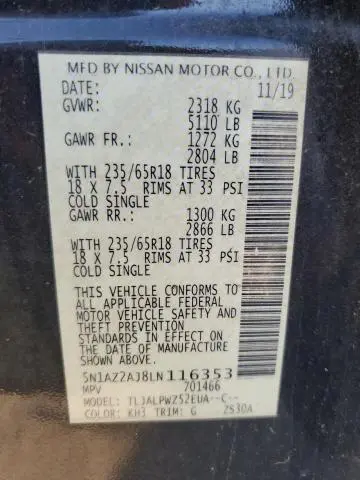 MFD BY NISSAN MOTOR CO., LTD.
DATE: 11/19
GVWR: 2318 KG
5110 LB
GAWR FR.: 1272 KG
2804 LB
WITH 235/65R18 TIRES
18 X 7.5 RIMS AT 33 PSI
COLD SINGLE
GAWR RR.: 1300 KG
2866 LB
WITH 235/65R18 TIRES
18 X 7.5 RIMS AT 33 PSI
COLD SINGLE
THIS VEHICLE CONFORMS TO
ALL APPLICABLE FEDERAL
MOTOR VEHICLE SAFETY AND
THEFT PREVENTION
STANDARDS IN EFFECT ON
THE DATE OF MANUFACTURE
SHOWN ABOVE.
5N1AZ2AJ8LN116353
MPV 701466
MODEL: TLJALPWZ52EUA--C--
COLOR: KH3 TRIM: G 2S30A